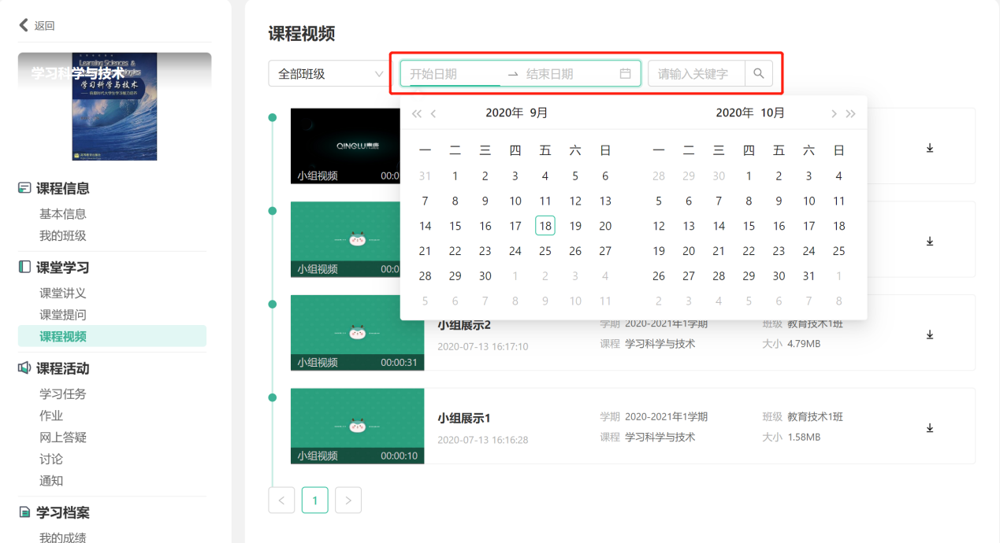 返回
Learning Sciences &
学习科学与技术
学习科学与技术
课程信息
基本信息
我的班级
课堂学习
课堂讲义
课堂提问
课程视频
课程活动
学习任务
作业
网上答疑
讨论
通知
学习档案
我的成绩
课程视频
全部班级
开始日期
结束日期
请输入关键字
2020年 9月
2020年 10月
一 二 三 四 五 六 日
31 1 2 3 4 5 6
7 8 9 10 11 12 13
14 15 16 17 18 19 20
21 22 23 24 25 26 27
28 29 30 1 2 3 4
5 6 7 8 9 10 11
一 二 三 四 五 六 日
28 29 30 1 2 3 4
5 6 7 8 9 10 11
12 13 14 15 16 17 18
19 20 21 22 23 24 25
26 27 28 29 30 31 1
2 3 4 5 6 7 8
QINGLU
小组视频 00:0
小组视频 00:0
小组视频 00:00:31
小组展示2
2020-07-13 16:17:10
学期 2020-2021年1学期
课程 学习科学与技术
班级 教育技术1班
大小 4.79MB
小组视频 00:00:10
小组展示1
2020-07-13 16:16:28
学期 2020-2021年1学期
课程 学习科学与技术
班级 教育技术1班
大小 1.58MB
1